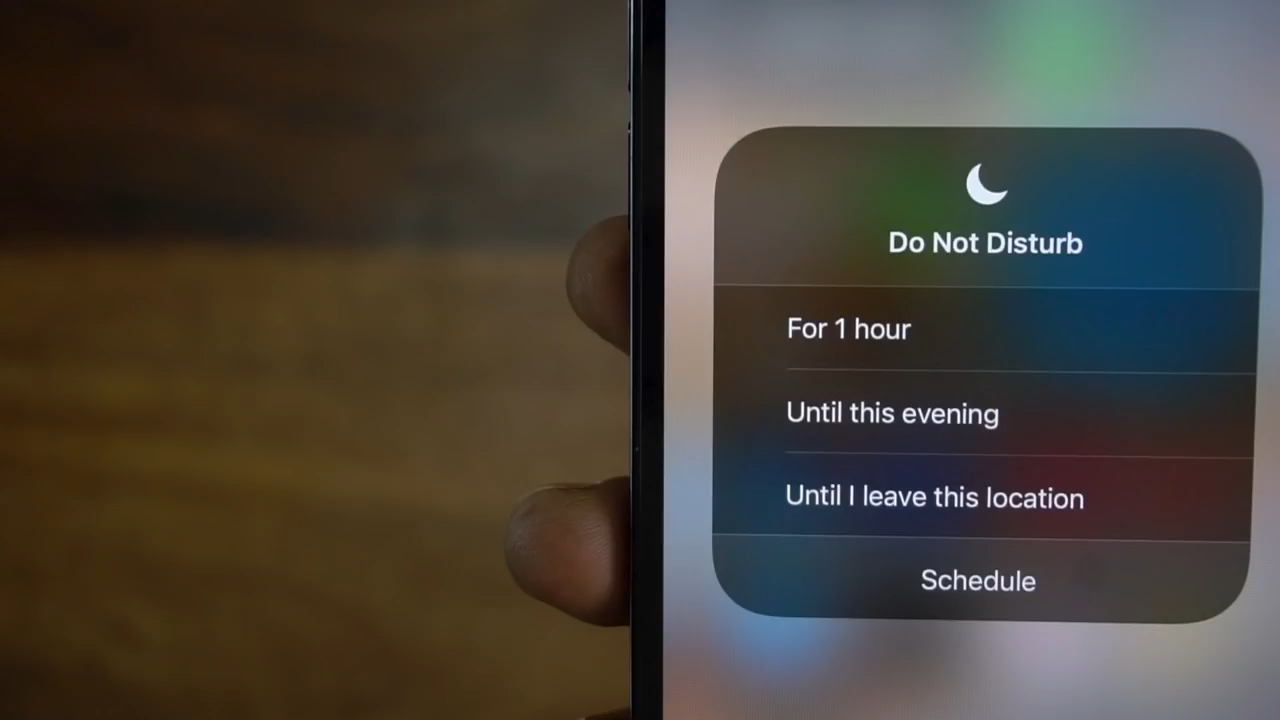 Do Not Disturb
For 1 hour
Until this evening
Until I leave this location
Schedule